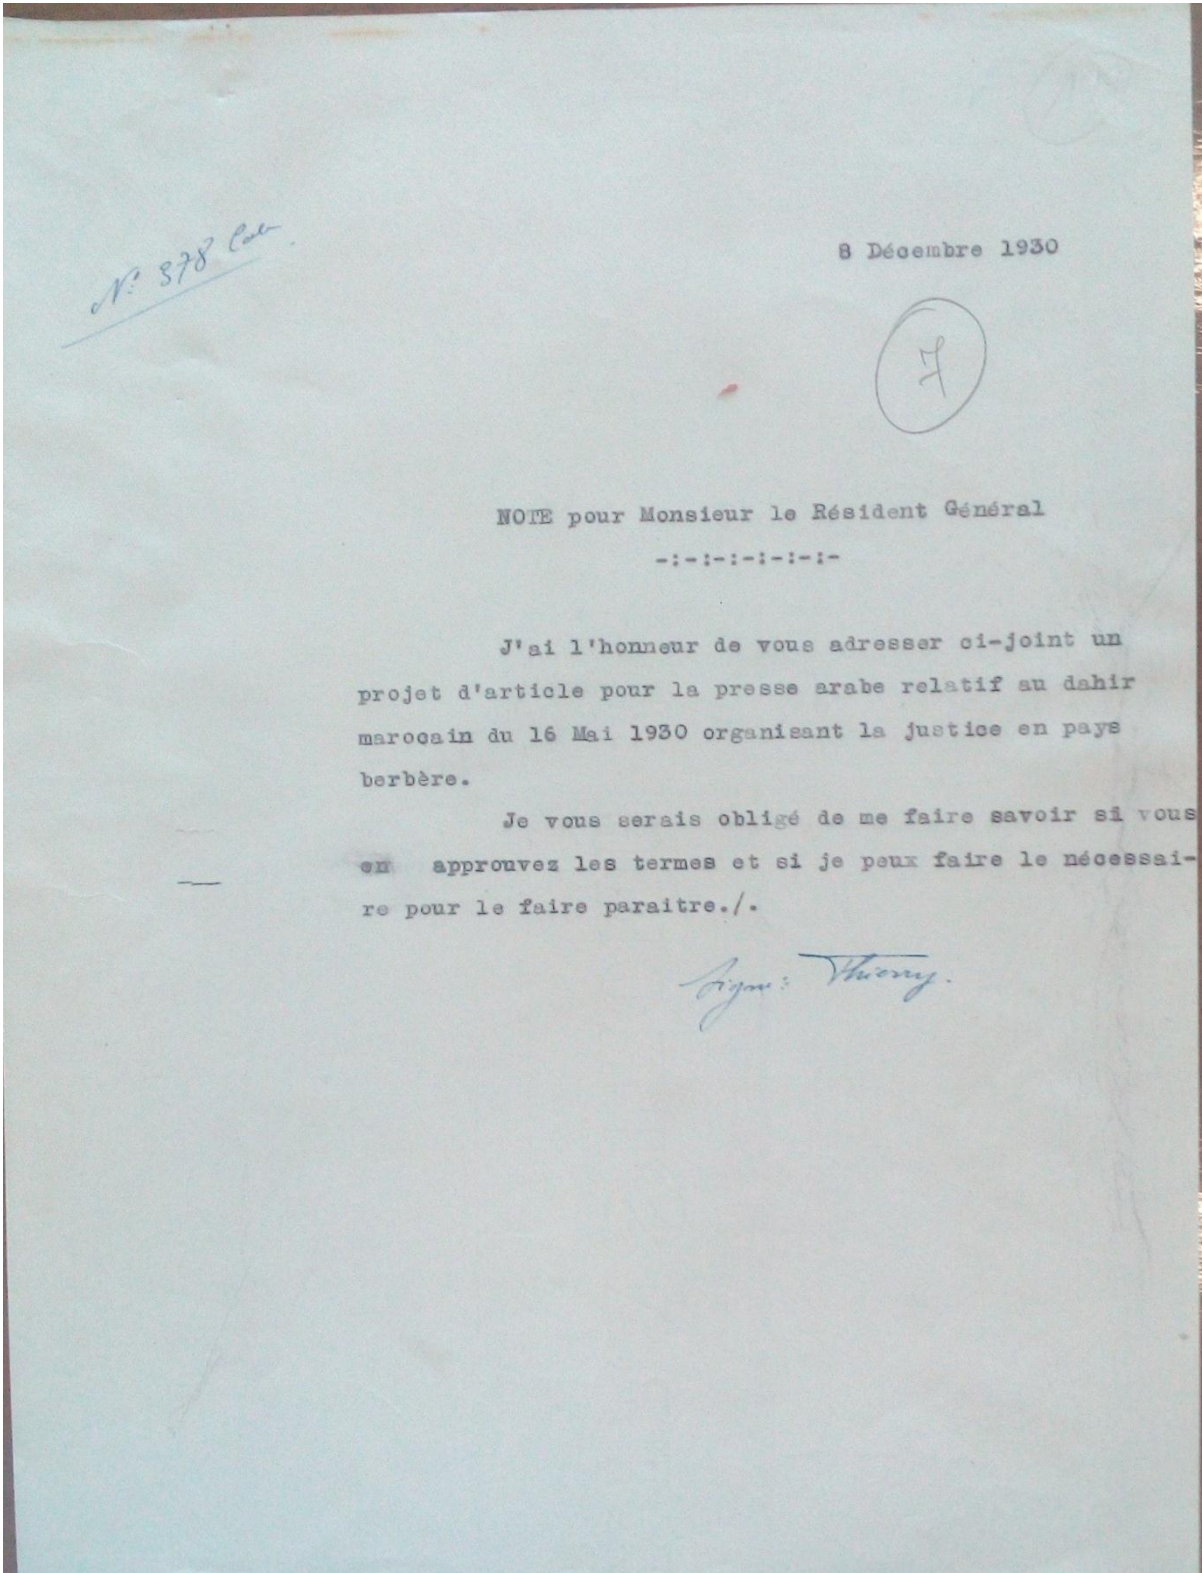 N° 378 Cab.
8 Décembre 1930
7
NOTE pour Monsieur le Résident Général
-:-:-:-:-:-:-
J'ai l'honneur de vous adresser ci-joint un
projet d'article pour la presse arabe relatif au dahir
marocain du 16 Mai 1930 organisant la justice en pays
berbère.
Je vous serais obligé de me faire savoir si vous
en approuvez les termes et si je peux faire le nécessai-
re pour le faire paraitre./.
Signé: Thierry.